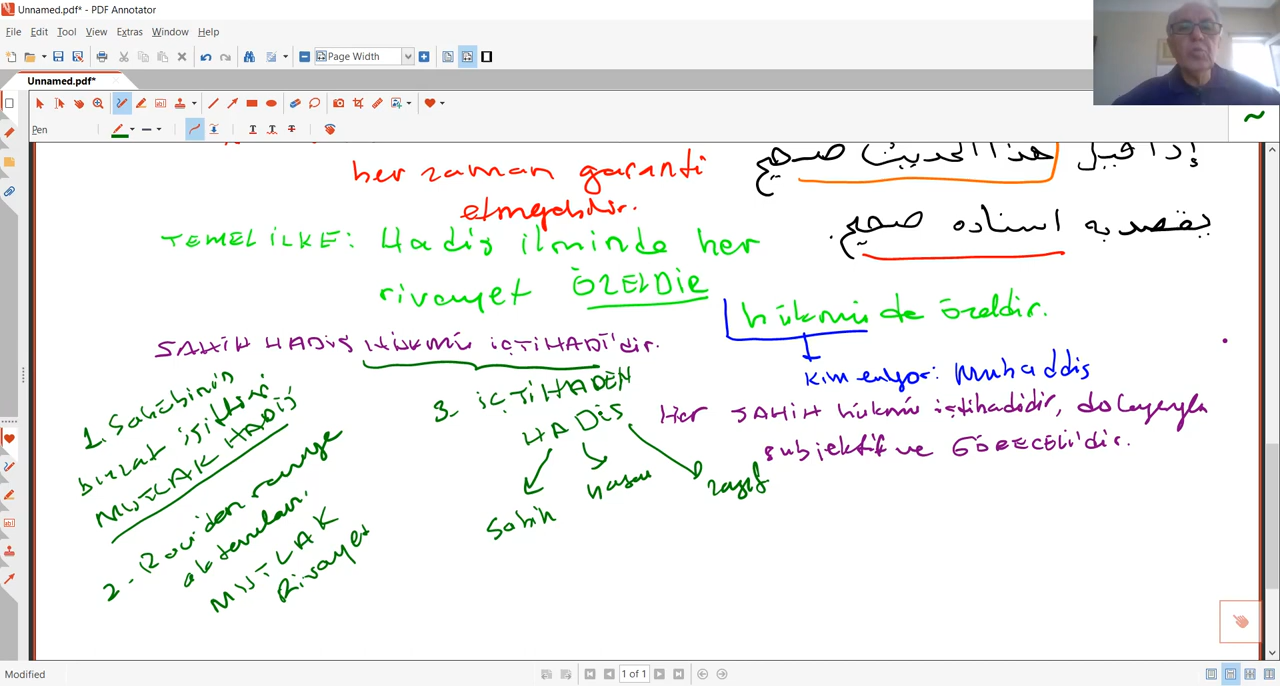 Unnamed.pdf* - PDF Annotator
File Edit Tool View Extras Window Help
Page Width
Unnamed.pdf*
Pen
إذا قيل هذا الحديث صحيح
her zaman garanti
etmeyebilir.
يقصد به اسناده صحيح.
TEMEL İLKE: Hadis ilminde her
rivayet ÖZELDİR
hükmü de özeldir.
SAHİH HADİS HÜKMÜ İÇTİHADİ'dir.
Kim eniyor: Muhaddis
Her SAHİH hükmü içtihadidir, dolayısıyla
subjektif ve GÖRECELİ'dir.
1. Sahabinin
bizzat işittiği
MUTLAK HADİS
2- Raviden raviye
aktarılan.
MUTLAK
Rivayet
3- İÇTİHADEN
HADİS
Sahih
hasan
zayıf
1 of 1
Modified